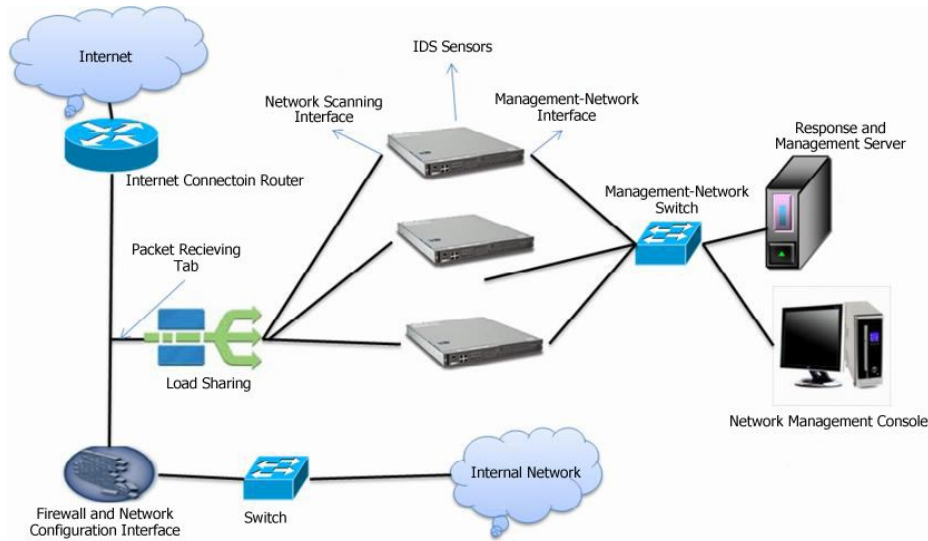 Internet
IDS Sensors
Network Scanning
Interface
Management-Network
Interface
Response and
Management Server
Internet Connectoin Router
Management-Network
Switch
Packet Recieving
Tab
Load Sharing
Network Management Console
Internal Network
Firewall and Network
Configuration Interface
Switch